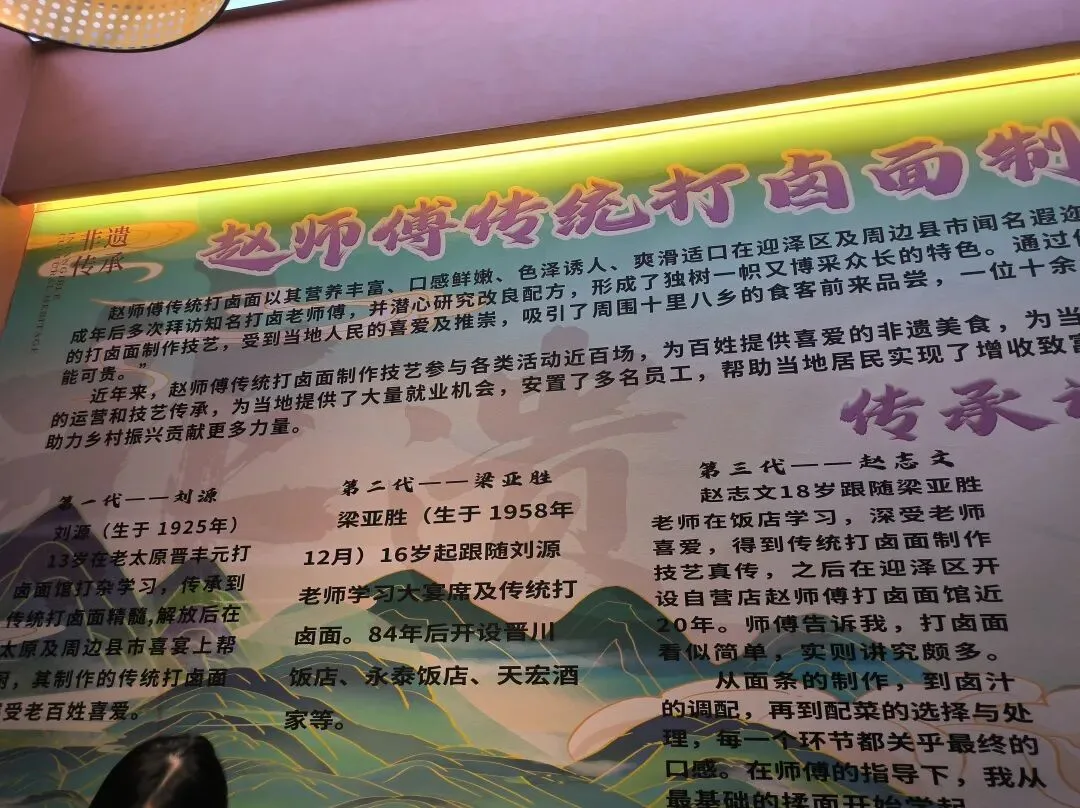 非遗
传承
赵师傅传统打卤面制
赵师傅传统打卤面以其营养丰富、口感鲜嫩、色泽诱人、爽滑适口在迎泽区及周边县市闻名遐迩
成年后多次拜访知名打卤老师傅，并潜心研究改良配方，形成了独树一帜又博采众长的特色。通过
的打卤面制作技艺，受到当地人民的喜爱及推崇，吸引了周围十里八乡的食客前来品尝，一位十余
能可贵。”
近年来，赵师傅传统打卤面制作技艺参与各类活动近百场，为百姓提供喜爱的非遗美食，为当
的运营和技艺传承，为当地提供了大量就业机会，安置了多名员工，帮助当地居民实现了增收致富
助力乡村振兴贡献更多力量。
传承
第一代——刘源
刘源（生于 1925年）
13岁在老太原晋丰元打
卤面馆打杂学习，传承到
传统打卤面精髓,解放后在
太原及周边县市喜宴上帮
厨，其制作的传统打卤面
受老百姓喜爱。
第二代——梁亚胜
梁亚胜（生于 1958年
12月）16岁起跟随刘源
老师学习大宴席及传统打
卤面。84年后开设晋川
饭店、永泰饭店、天宏酒
家等。
第三代——赵志文
赵志文18岁跟随梁亚胜
老师在饭店学习，深受老师
喜爱，得到传统打卤面制作
技艺真传，之后在迎泽区开
设自营店赵师傅打卤面馆近
20年。师傅告诉我，打卤面
看似简单，实则讲究颇多。
从面条的制作，到卤汁
的调配，再到配菜的选择与处
理，每一个环节都关乎最终的
口感。在师傅的指导下，我从
最基础的揉面开始学起